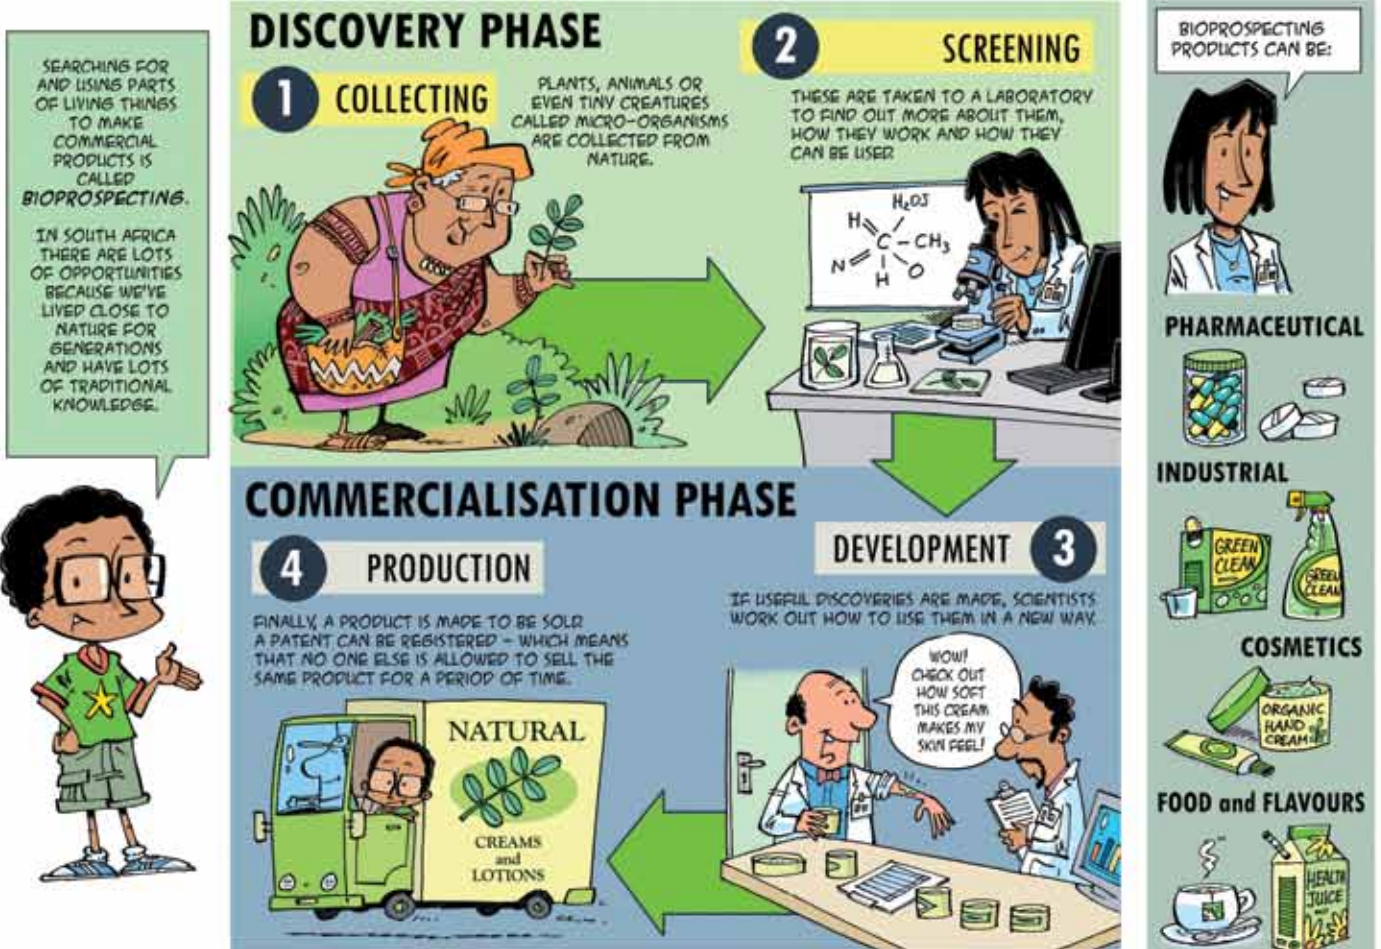 SEARCHING FOR
AND USING PARTS
OF LIVING THINGS
TO MAKE
COMMERCIAL
PRODUCTS IS
CALLED
BIOPROSPECTING.
IN SOUTH AFRICA
THERE ARE LOTS
OF OPPORTUNITIES
BECAUSE WE'VE
LIVED CLOSE TO
NATURE FOR
GENERATIONS
AND HAVE LOTS
OF TRADITIONAL
KNOWLEDGE.
DISCOVERY PHASE
1 COLLECTING
PLANTS, ANIMALS OR
EVEN TINY CREATURES
CALLED MICRO-ORGANISMS
ARE COLLECTED FROM
NATURE.
2 SCREENING
THESE ARE TAKEN TO A LABORATORY
TO FIND OUT MORE ABOUT THEM,
HOW THEY WORK AND HOW THEY
CAN BE USED.
H
C - CH3
N
H
O
COMMERCIALISATION PHASE
DEVELOPMENT 3
IF USEFUL DISCOVERIES ARE MADE, SCIENTISTS
WORK OUT HOW TO USE THEM IN A NEW WAY.
WOW!
CHECK OUT
HOW SOFT
THIS CREAM
MAKES MY
SKIN FEEL!
4 PRODUCTION
FINALLY, A PRODUCT IS MADE TO BE SOLD.
A PATENT CAN BE REGISTERED – WHICH MEANS
THAT NO ONE ELSE IS ALLOWED TO SELL THE
SAME PRODUCT FOR A PERIOD OF TIME.
NATURAL
CREAMS
and
LOTIONS
BIOPROSPECTING
PRODUCTS CAN BE:
PHARMACEUTICAL
INDUSTRIAL
GREEN
CLEAN
GREEN
CLEAN
COSMETICS
ORGANIC
HAND
CREAM
FOOD and FLAVOURS
HEALTH
JUICE